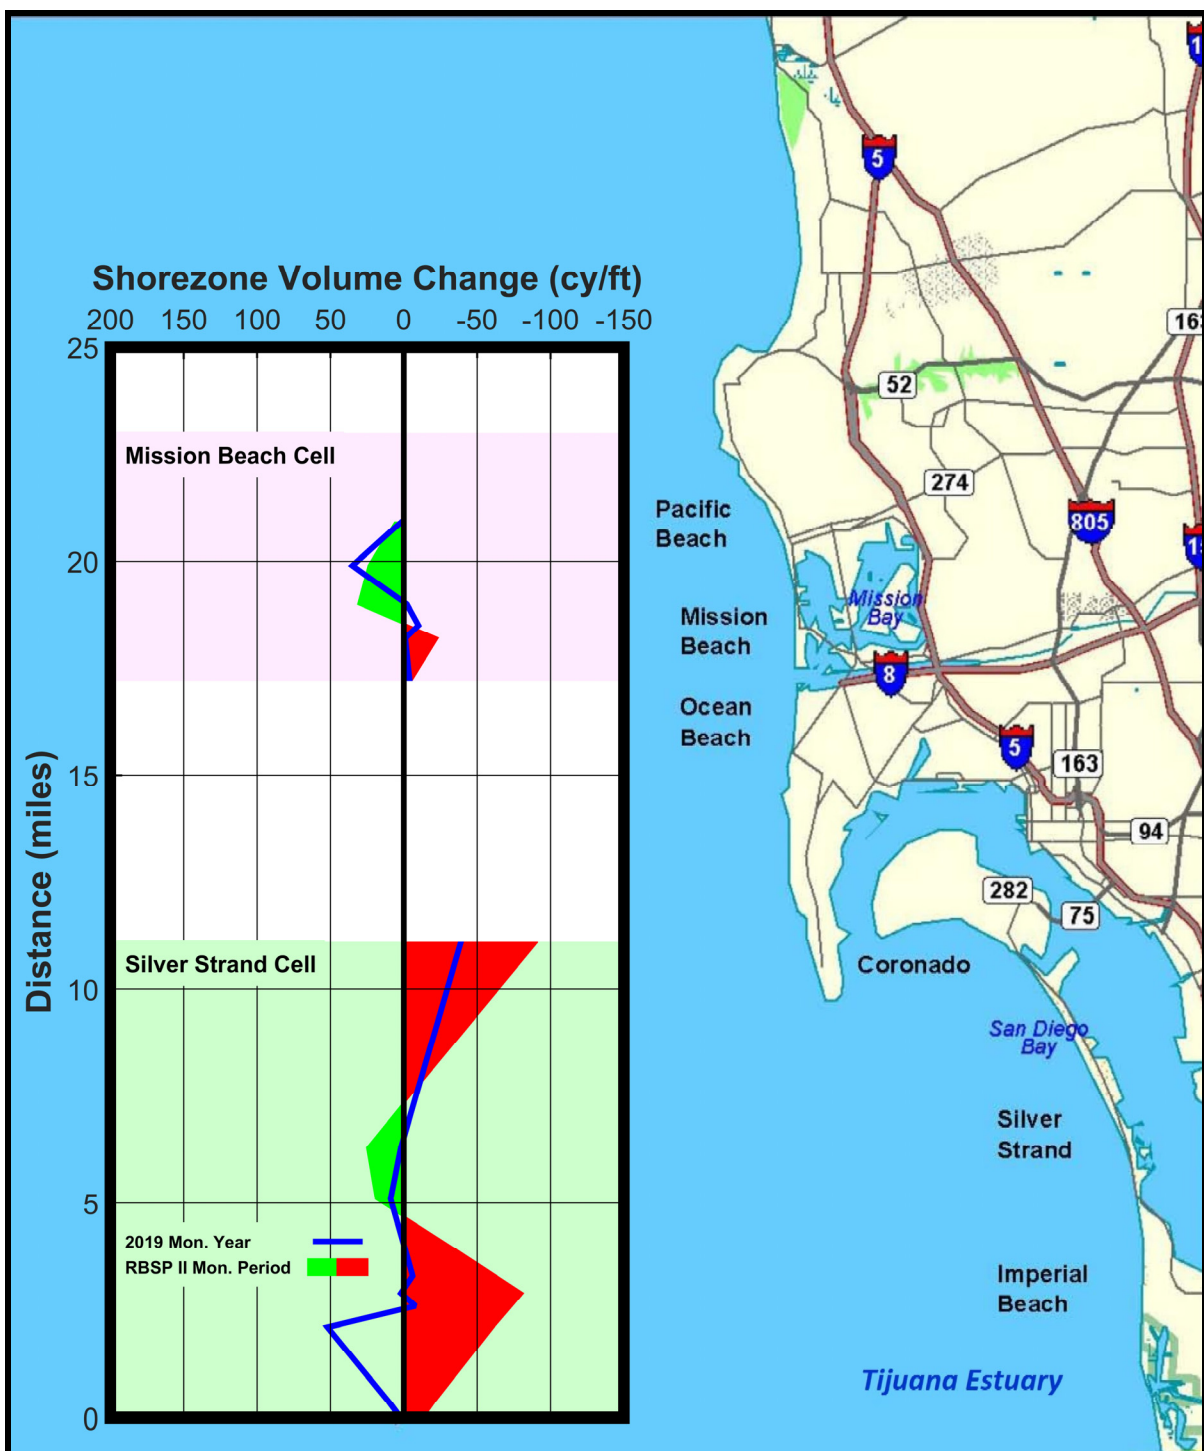 5
Shorezone Volume Change (cy/ft)
200 150 100 50 0 -50 -100 -150
25
20
15
10
5
0
Distance (miles)
Mission Beach Cell
Silver Strand Cell
2019 Mon. Year
RBSP II Mon. Period
163
52
274
Pacific
Beach
805
Mission
Bay
Mission
Beach
8
Ocean
Beach
5
163
94
282
75
Coronado
San Diego
Bay
Silver
Strand
Imperial
Beach
Tijuana Estuary